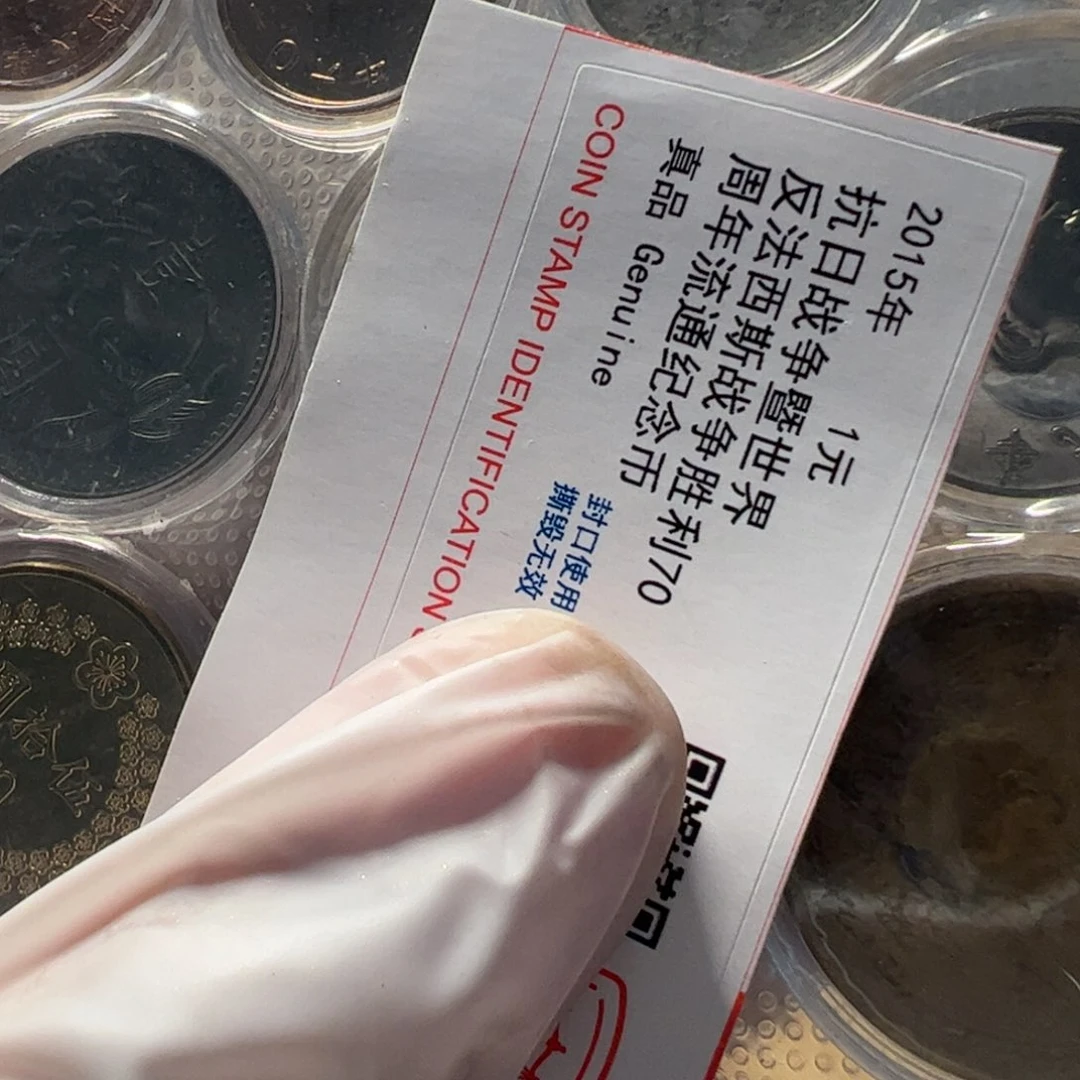 2015年 1元
抗日战争暨世界
反法西斯战争胜利70
周年流通纪念币
真品 Genuine
封口使用
撕毁无效
COIN STAMP IDENTIFICATION